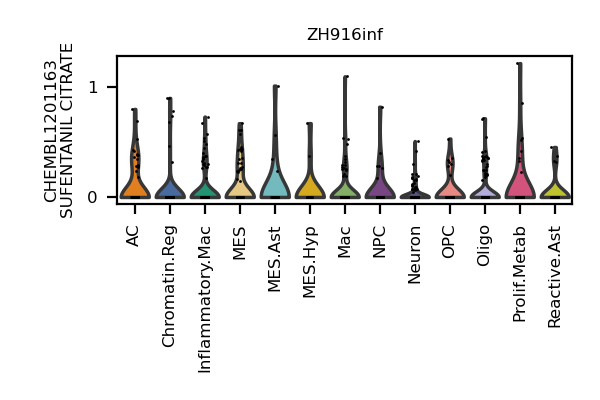 ZH916inf
CHEMBL1201163
SUFENTANIL CITRATE
1
0
AC
Chromatin.Reg
Inflammatory.Mac
MES
MES.Ast
MES.Hyp
Mac
NPC
Neuron
OPC
Oligo
Prolif.Metab
Reactive.Ast